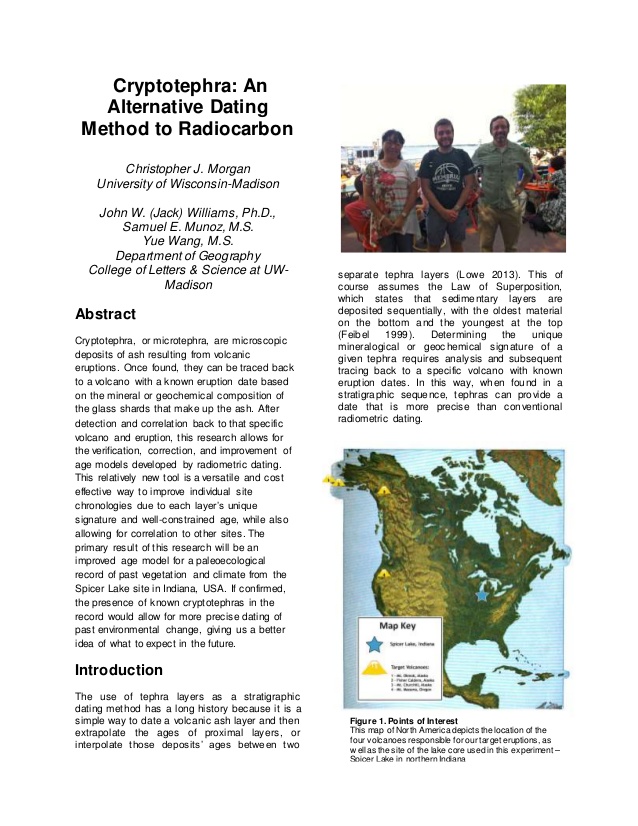 Cryptotephra: An
Alternative Dating
Method to Radiocarbon
Christopher J. Morgan
University of Wisconsin-Madison
John W. (Jack) Williams, Ph.D.,
Samuel E. Munoz, M.S.
Yue Wang, M.S.
Department of Geography
College of Letters & Science at UW-
Madison
Abstract
Cryptotephra, or microtephra, are microscopic
deposits of ash resulting from volcanic
eruptions. Once found, they can be traced back
to a volcano with a known eruption date based
on the mineral or geochemical composition of
the glass shards that make up the ash. After
detection and correlation back to that specific
volcano and eruption, this research allows for
the verification, correction, and improvement of
age models developed by radiometric dating.
This relatively new tool is a versatile and cost
effective way to improve individual site
chronologies due to each layer's unique
signature and well-constrained age, while also
allowing for correlation to other sites. The
primary result of this research will be an
improved age model for a paleoecological
record of past vegetation and climate from the
Spicer Lake site in Indiana, USA. If confirmed,
the presence of known cryptotephras in the
record would allow for more precise dating of
past environmental change, giving us a better
idea of what to expect in the future.
Introduction
The use of tephra layers as a stratigraphic
dating method has a long history because it is a
simple way to date a volcanic ash layer and then
extrapolate the ages of proximal layers, or
interpolate those deposits' ages between two
separate tephra layers (Lowe 2013). This of
course assumes the Law of Superposition,
which states that sedimentary layers are
deposited sequentially, with the oldest material
on the bottom and the youngest at the top
(Feibel 1999). Determining the unique
mineralogical or geochemical signature of a
given tephra requires analysis and subsequent
tracing back to a specific volcano with known
eruption dates. In this way, when found in a
stratigraphic sequence, tephras can provide a
date that is more precise than conventional
radiometric dating.
Map Key
Spicer Lake, Indiana
Target Volcanoes:
Figure 1. Points of Interest
This map of North America depicts the location of the
four volcanoes responsible for our target eruptions, as
well as the site of the lake core used in this experiment –
Spicer Lake in northern Indiana